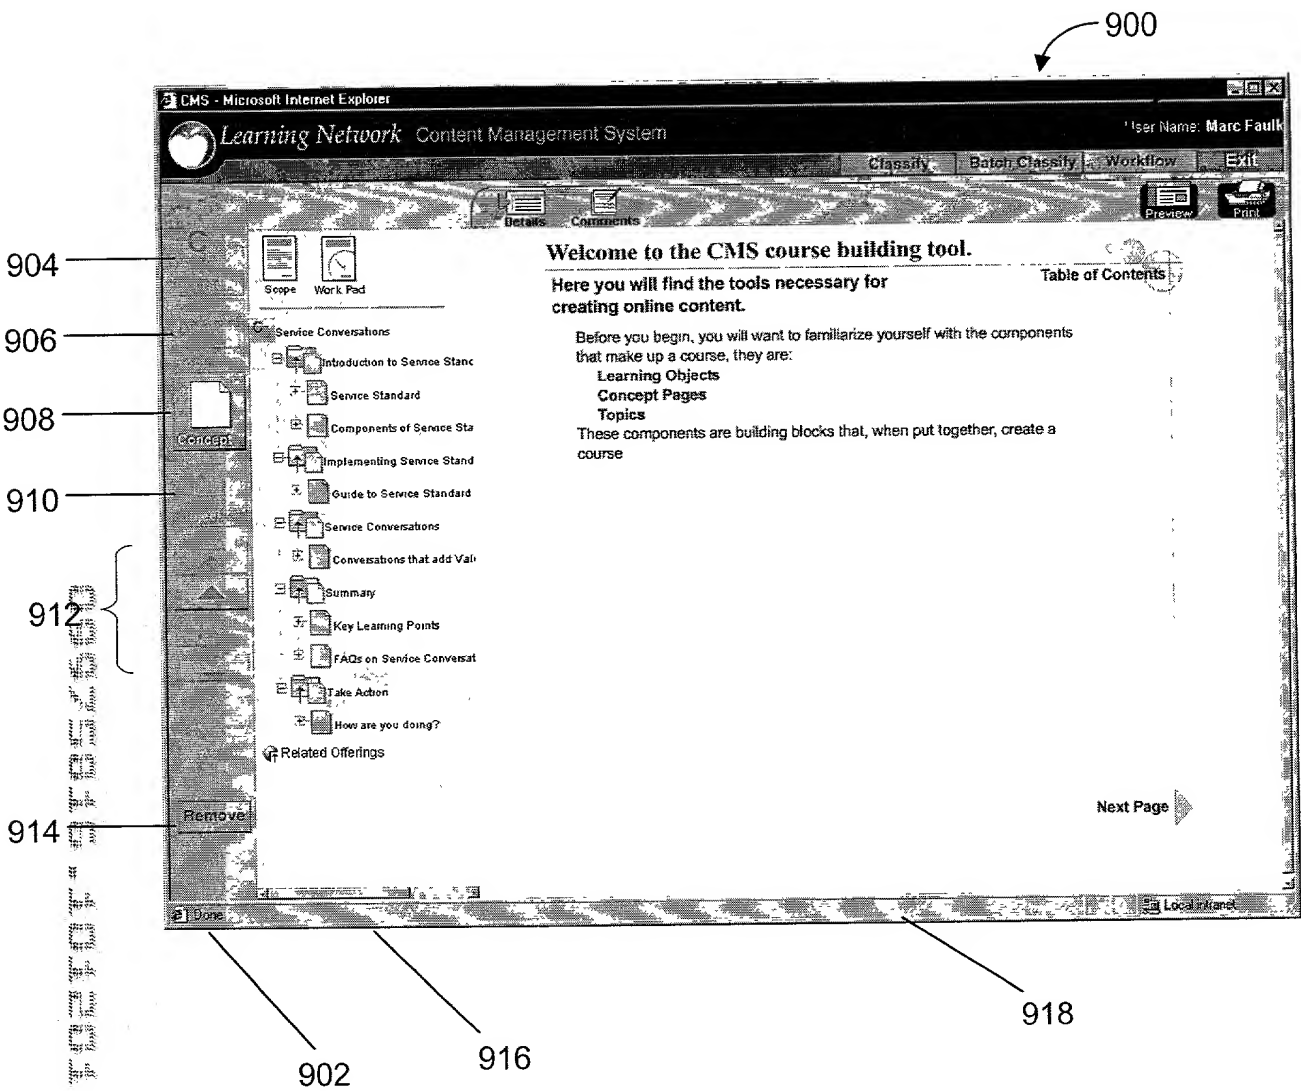 900
CMS - Microsoft Internet Explorer
Learning Network Content Management System
User Name: Marc Faulk
Classify Batch Classify Workflow Exit
Details Comments Preview Print
904
Scope Work Pad
Welcome to the CMS course building tool.
Table of Contents
Here you will find the tools necessary for
creating online content.
906
Service Conversations
Before you begin, you will want to familiarize yourself with the components
that make up a course, they are:
Introduction to Service Stanc
Learning Objects
Service Standard
Concept Pages
908
Topics
Concept
Components of Service Sta
These components are building blocks that, when put together, create a
course
Implementing Service Stand
910
Guide to Service Standard
Service Conversations
Conversations that add Val
912
Summary
Key Learning Points
FAQs on Service Conversat
Take Action
How are you doing?
Related Offerings
914
Remove
Next Page
Done
Local intranet
918
916
902